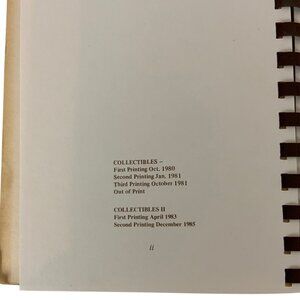 COLLECTIBLES –
First Printing Oct. 1980
Second Printing Jan. 1981
Third Printing October 1981
Out of Print
COLLECTIBLES II
First Printing April 1983
Second Printing December 1985
ii